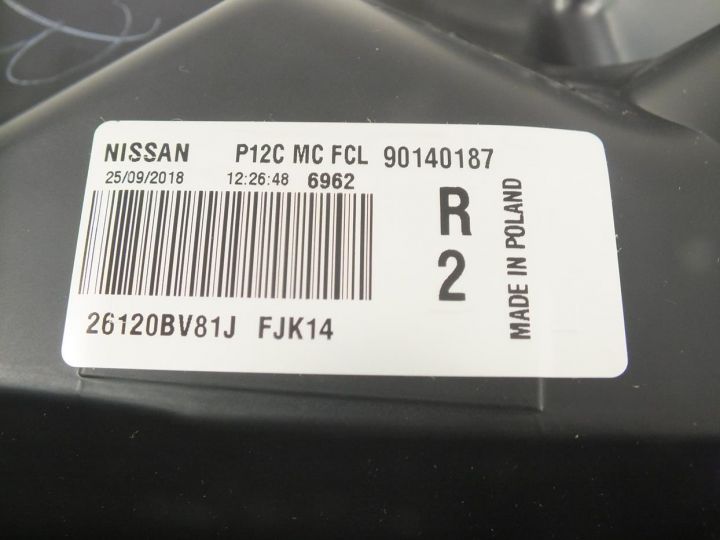 NISSAN P12C MC FCL 90140187
25/09/2018 12:26:48 6962
R
2
MADE IN POLAND
26120BV81J FJK14